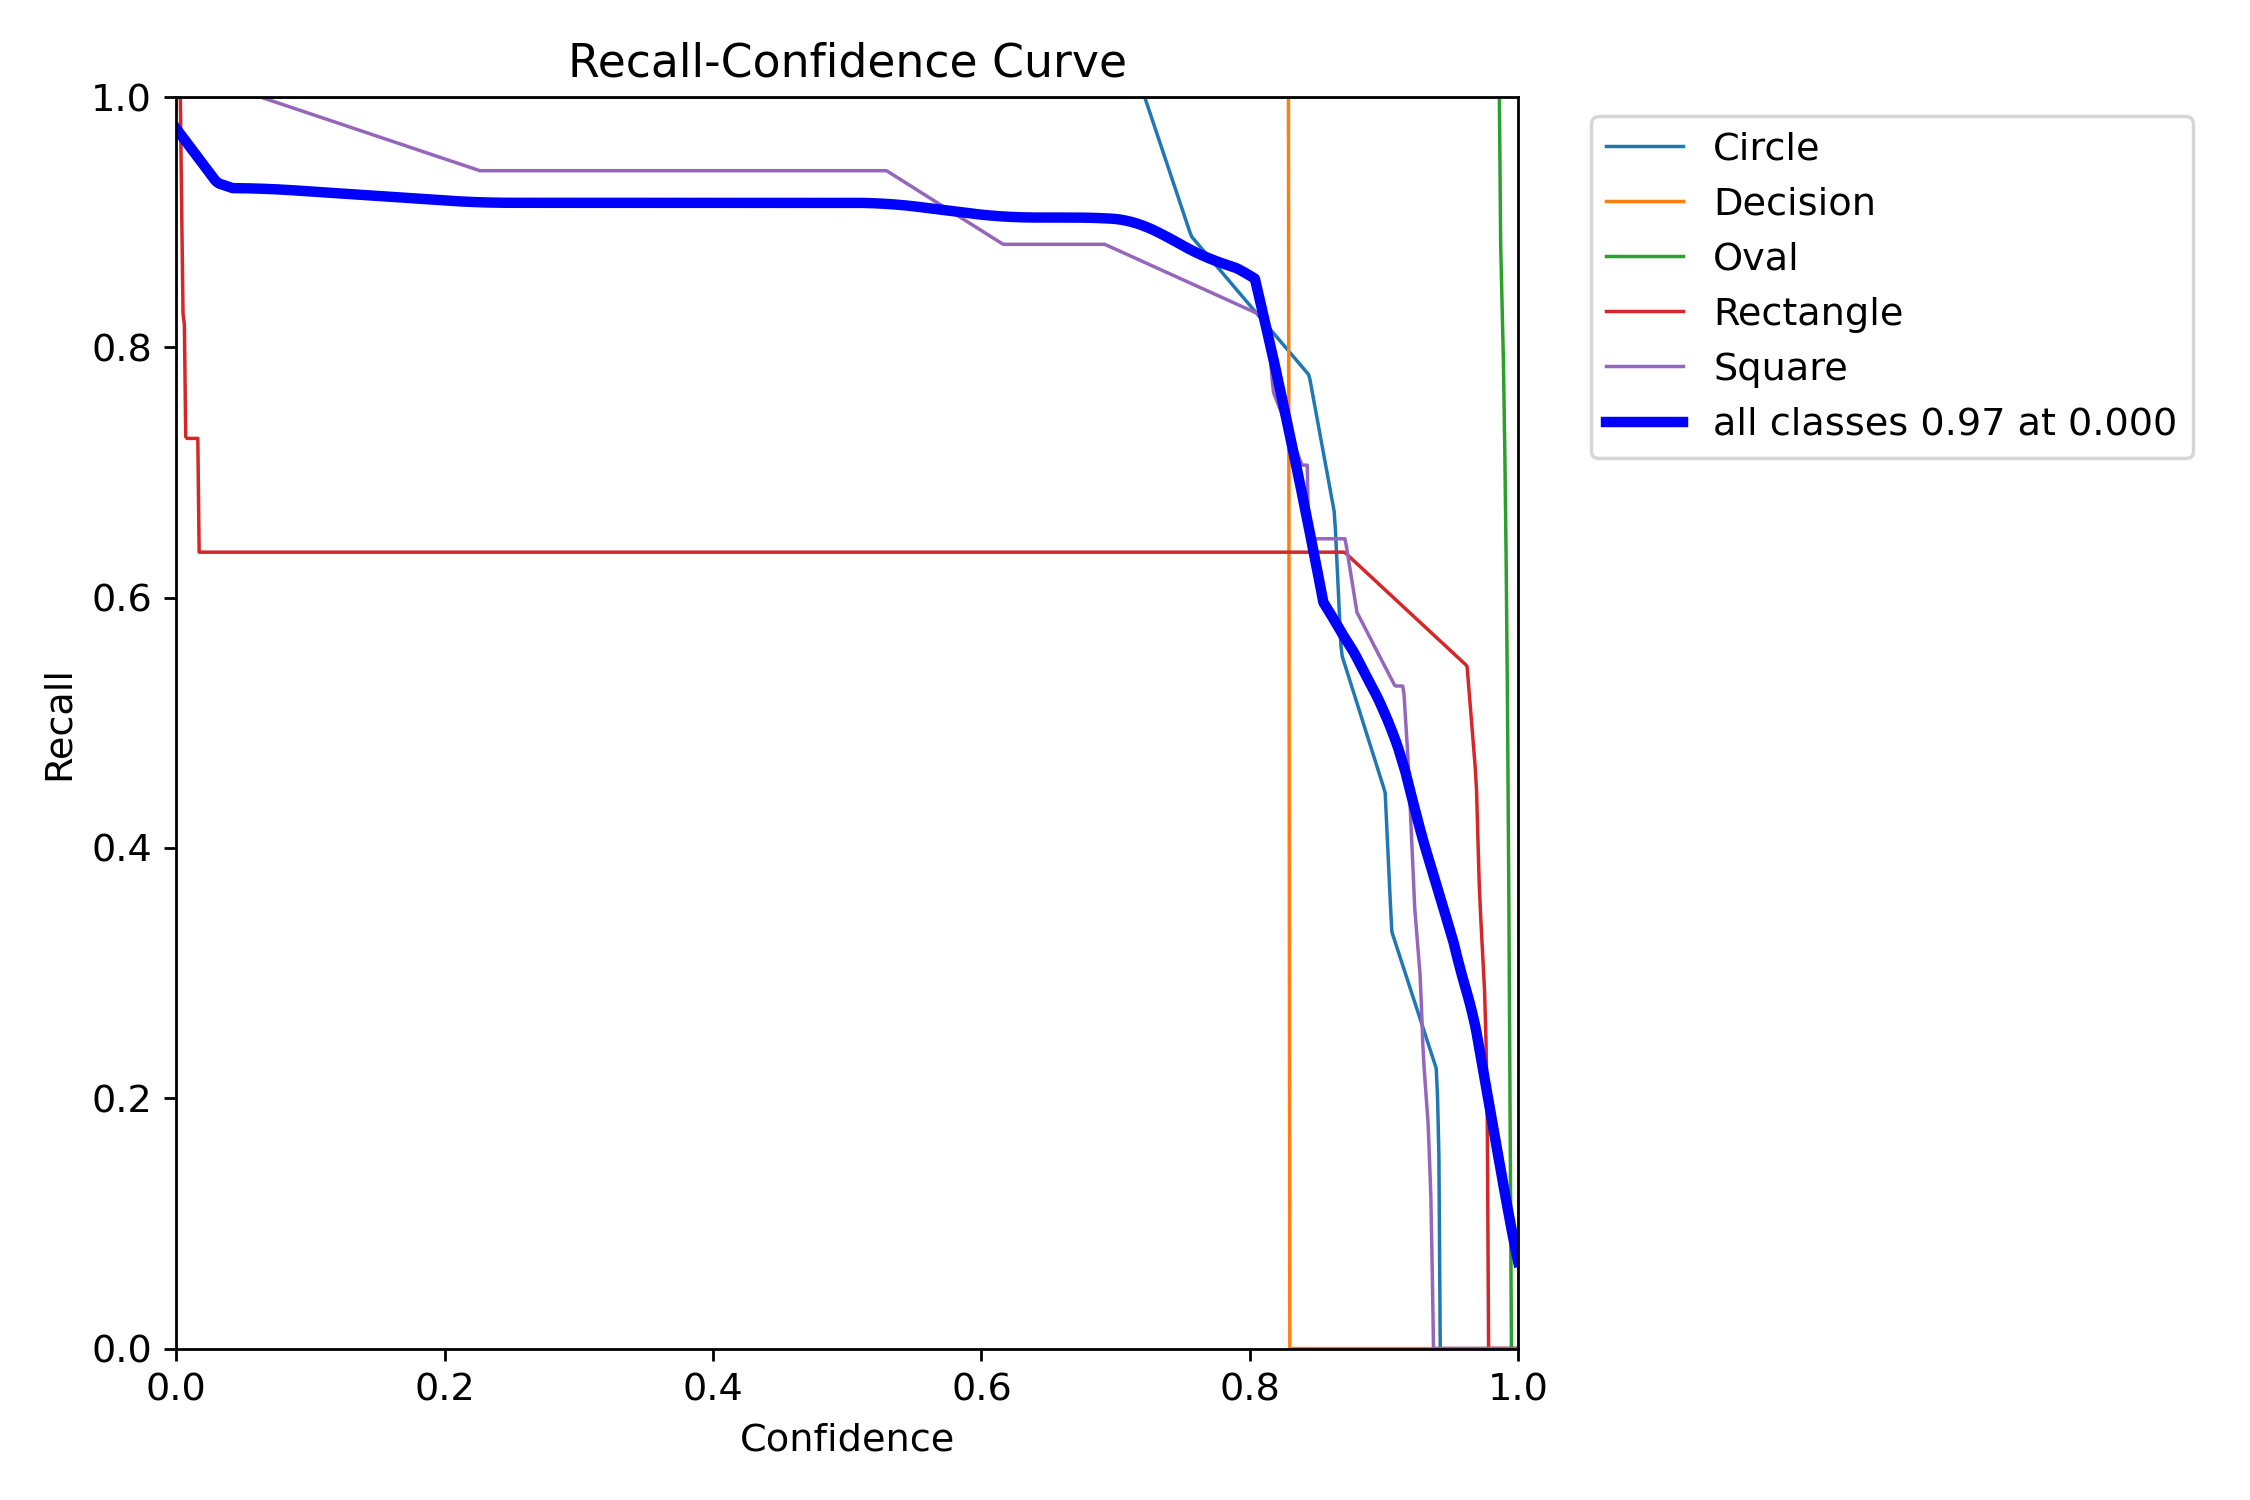 Recall-Confidence Curve
1.0
0.8
0.6
0.4
0.2
0.0
Recall
0.0 0.2 0.4 0.6 0.8 1.0
Confidence
Circle
Decision
Oval
Rectangle
Square
all classes 0.97 at 0.000